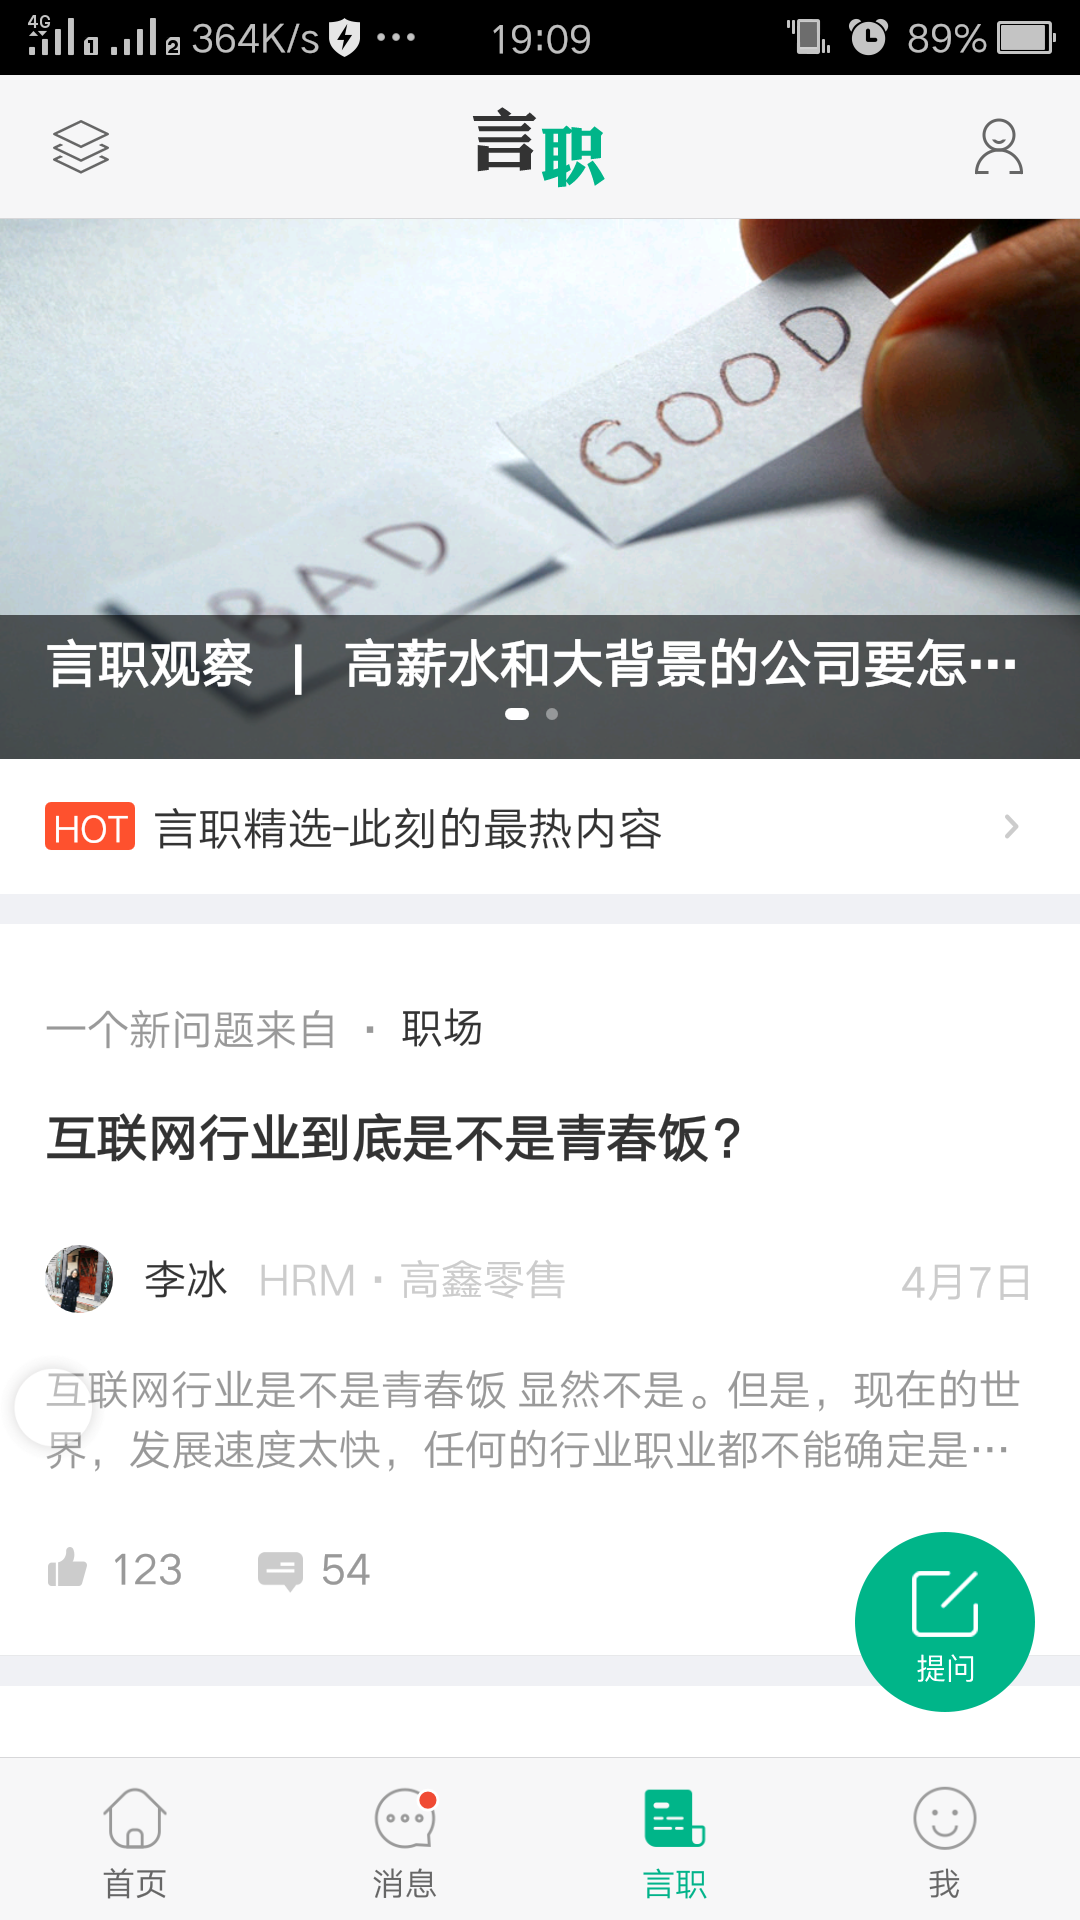 4G 1 2 364K/s ••• 19:09 89%
言职
GOOD
BAD
言职观察 | 高薪水和大背景的公司要怎…
HOT 言职精选-此刻的最热内容
一个新问题来自 · 职场
互联网行业到底是不是青春饭？
李冰 HRM · 高鑫零售 4月7日
互联网行业是不是青春饭 显然不是。但是，现在的世
界，发展速度太快，任何的行业职业都不能确定是…
123 54
提问
首页 消息 言职 我